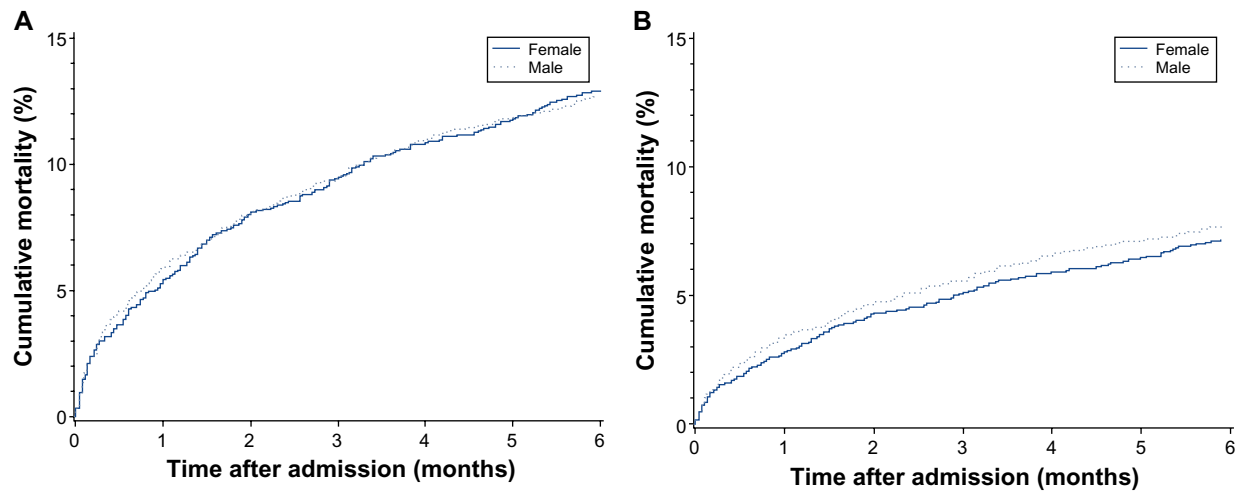 A
15
10
5
0
Cumulative mortality (%)
Female
Male
0 1 2 3 4 5 6
Time after admission (months)
B
15
10
5
0
Cumulative mortality (%)
Female
Male
0 1 2 3 4 5 6
Time after admission (months)